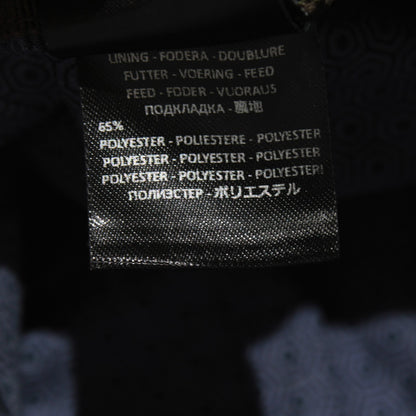 LINING - FODERA - DOUBLURE
FUTTER - VOERING - FEED
FEED - FODER - VUORAUS
ПОДКЛАДКА - 裏地
65%
POLYESTER - POLIESTERE - POLYESTER
POLYESTER - POLYESTER - POLYESTER
POLYESTER - POLYESTER - POLYESTERI
ПОЛИЭСТЕР - ポリエステル